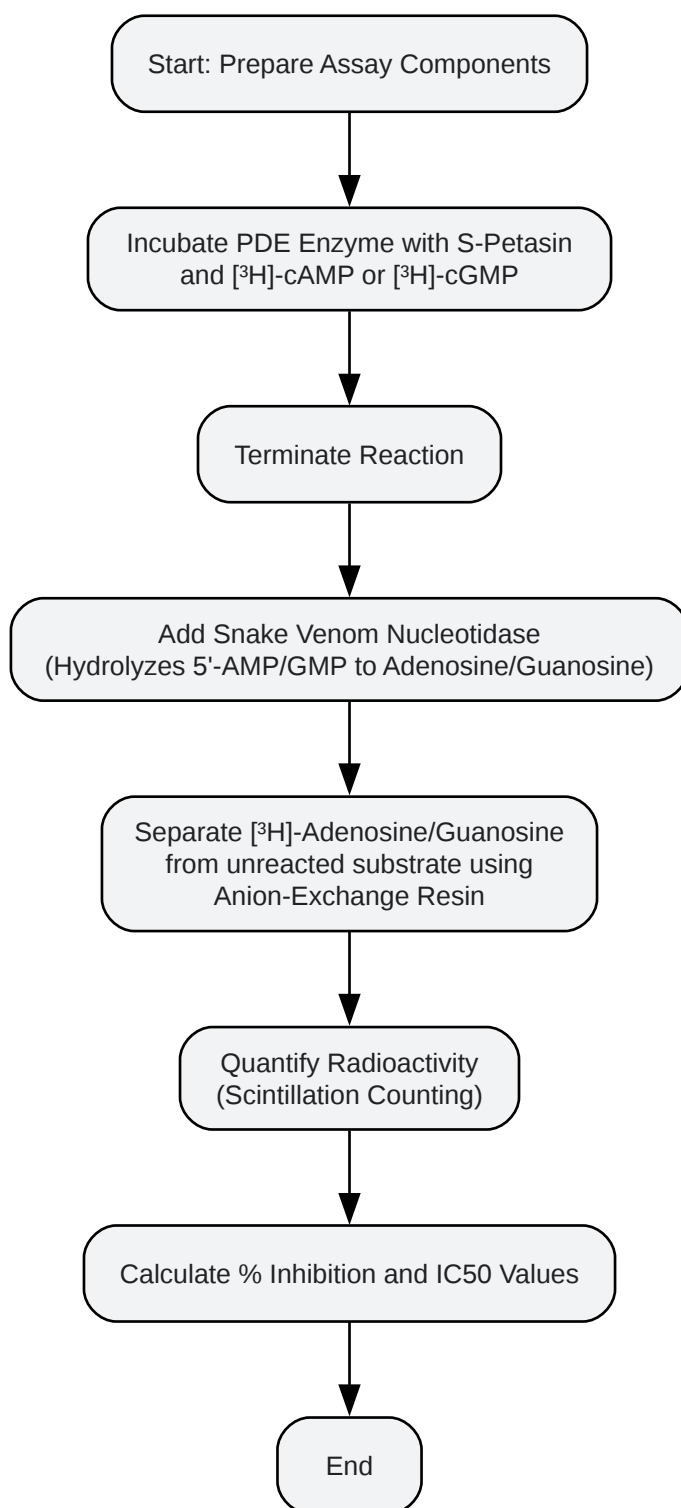 Start: Prepare Assay Components
Incubate PDE Enzyme with S-Petasin
and [³H]-cAMP or [³H]-cGMP
Terminate Reaction
Add Snake Venom Nucleotidase
(Hydrolyzes 5'-AMP/GMP to Adenosine/Guanosine)
Separate [³H]-Adenosine/Guanosine
from unreacted substrate using
Anion-Exchange Resin
Quantify Radioactivity
(Scintillation Counting)
Calculate % Inhibition and IC50 Values
End